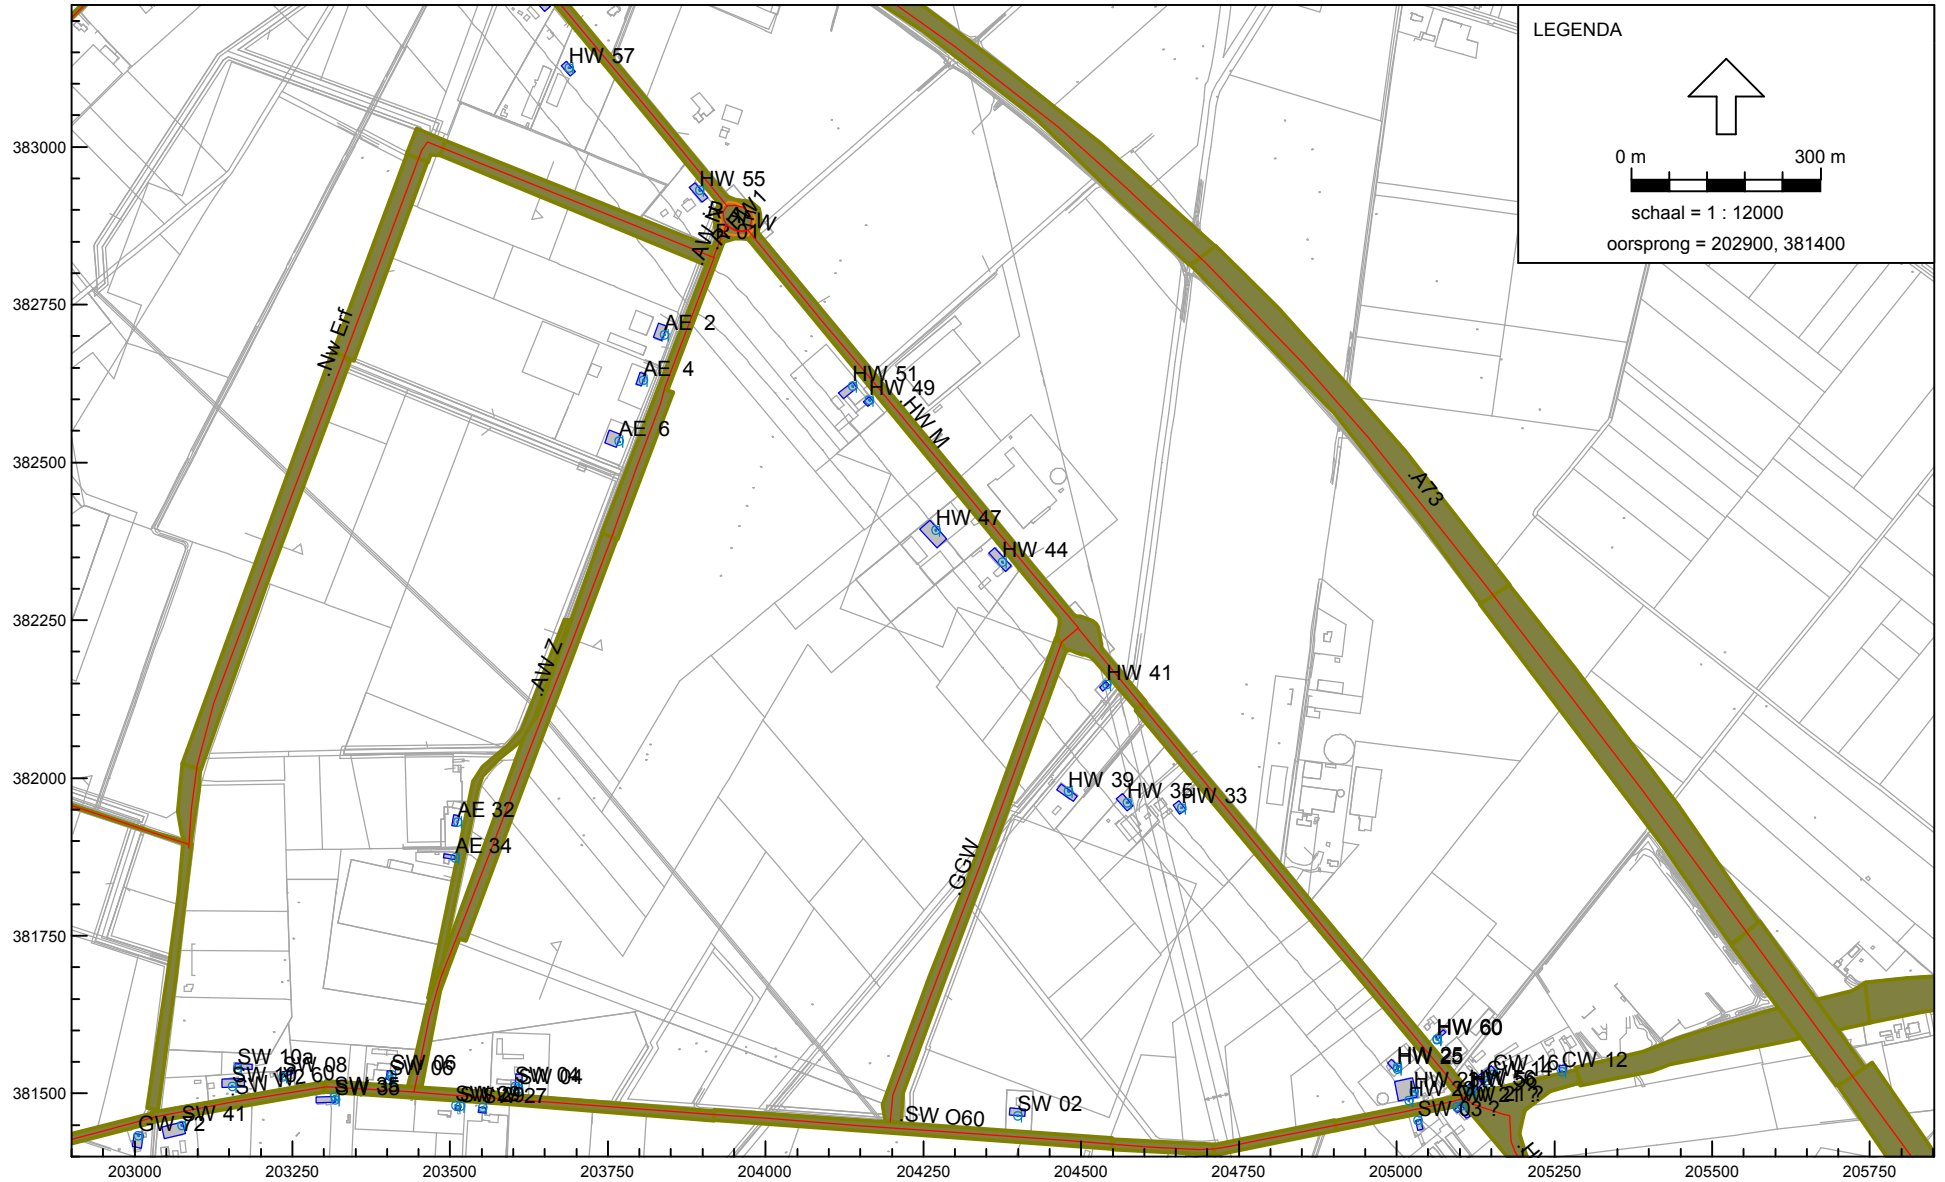 LEGENDA
0 m 300 m
schaal = 1 : 12000
oorsprong = 202900, 381400
HW 57
383000
HW 55
382750
.Nw Erf
AE 2
AE 4
AE 6
HW 51
HW 49
.HW M
382500
.A73
HW 47
HW 44
382250
.AW Z
HW 41
382000
HW 39
HW 35
HW 33
AE 32
AE 34
.GGW
381750
HW 60
HW 25
CW 16
CW 12
SW 10a
SW 08
SW 06
SW 04
SW 35
381500
SW 02
.SW O60
SW 03 ?
SW 41
GW 72
203000
203250
203500
203750
204000
204250
204500
204750
205000
205250
205500
205750